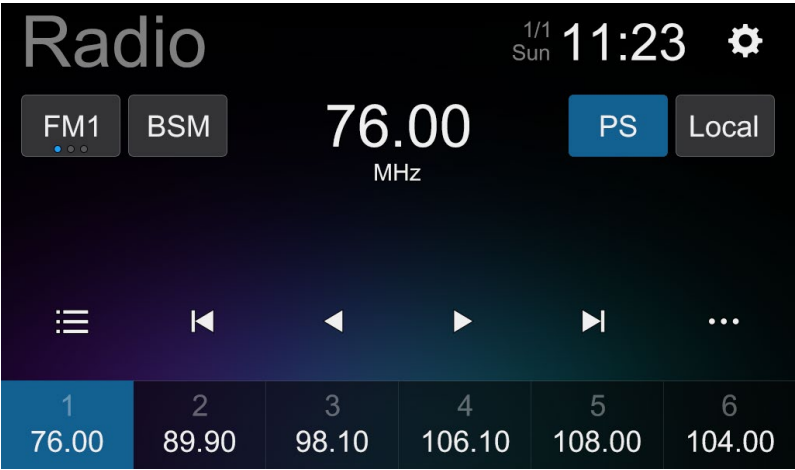 Radio
1/1
Sun 11:23
FM1 BSM 76.00 PS Local
MHz
1 2 3 4 5 6
76.00 89.90 98.10 106.10 108.00 104.00